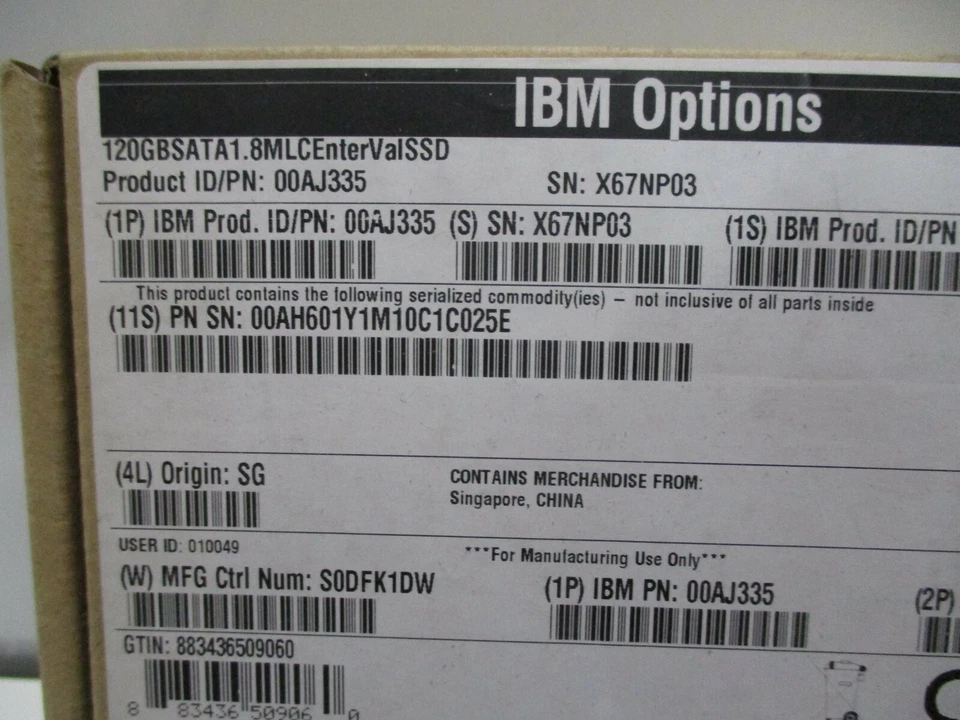 IBM Options
120GBSATA1.8MLCEnterValSSD
Product ID/PN: 00AJ335 SN: X67NP03
(1P) IBM Prod. ID/PN: 00AJ335 (S) SN: X67NP03 (1S) IBM Prod. ID/PN
This product contains the following serialized commodity(ies) – not inclusive of all parts inside
(11S) PN SN: 00AH601Y1M10C1C025E
(4L) Origin: SG CONTAINS MERCHANDISE FROM:
Singapore, CHINA
USER ID: 010049 ***For Manufacturing Use Only***
(W) MFG Ctrl Num: S0DFK1DW (1P) IBM PN: 00AJ335 (2P)
GTIN: 883436509060
8 83436 50906 0